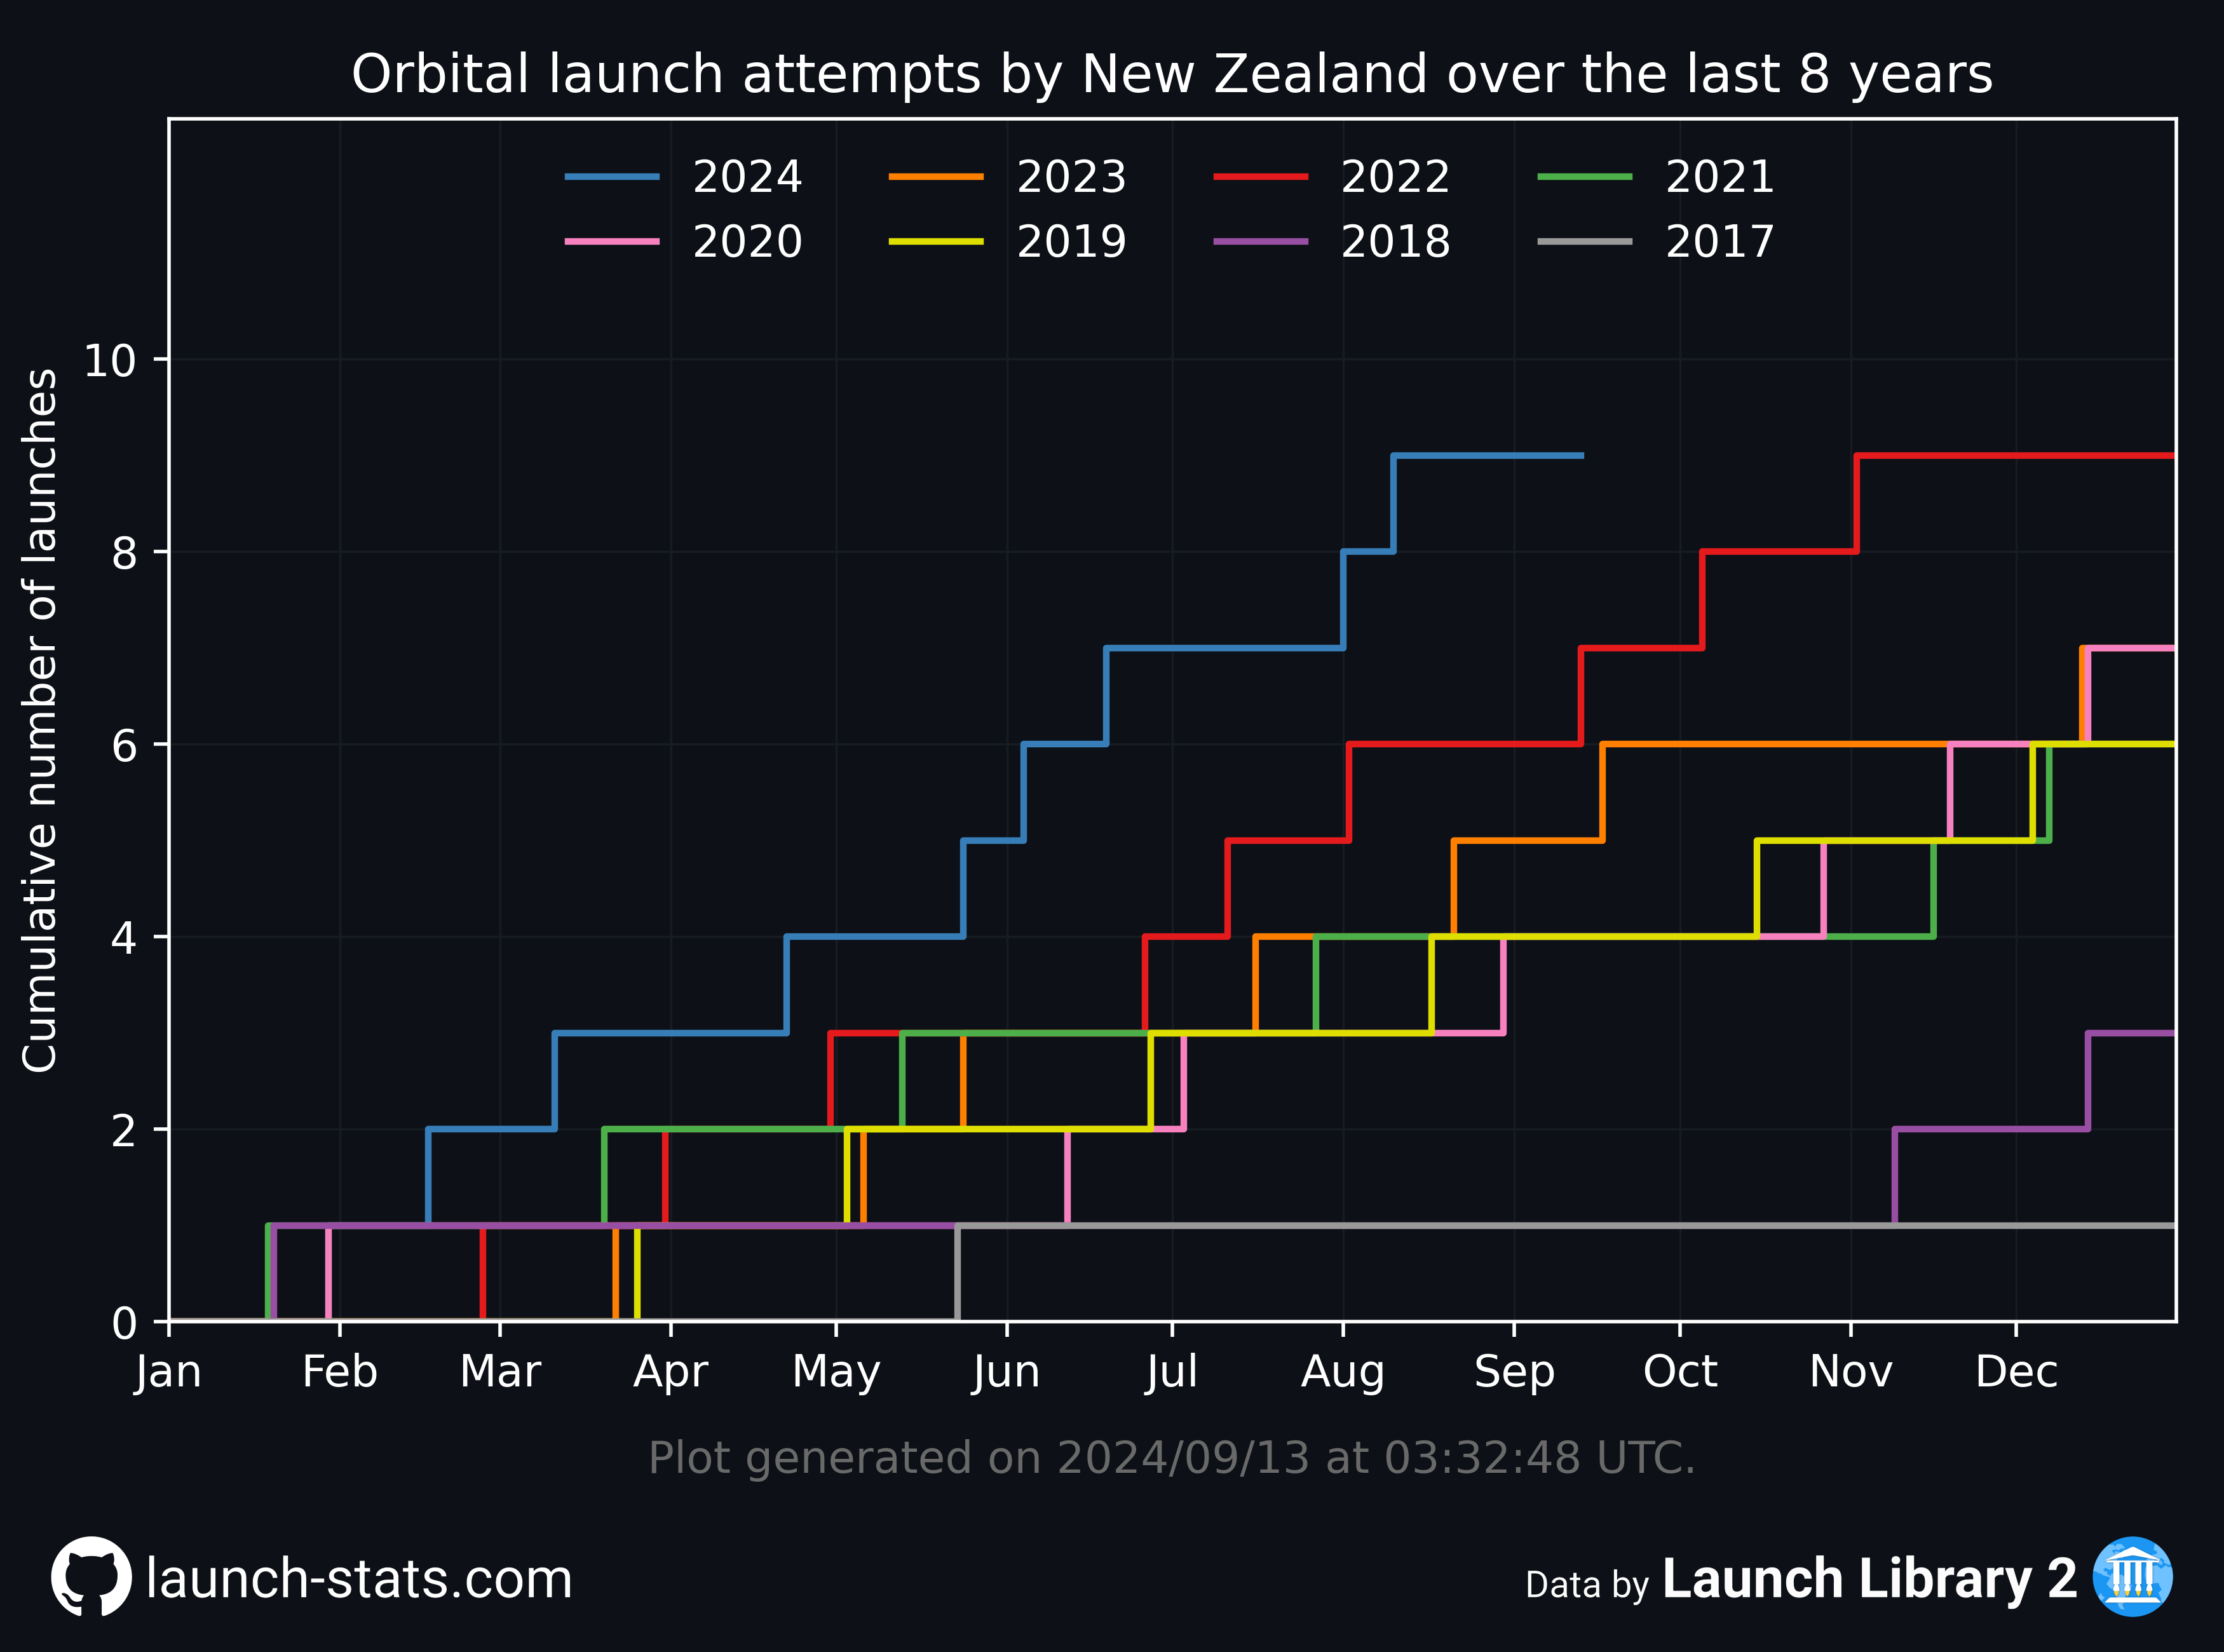 Orbital launch attempts by New Zealand over the last 8 years
2024 2023 2022 2021
2020 2019 2018 2017
Cumulative number of launches
10
8
6
4
2
0
Jan Feb Mar Apr May Jun Jul Aug Sep Oct Nov Dec
Plot generated on 2024/09/13 at 03:32:48 UTC.
launch-stats.com
Data by Launch Library 2